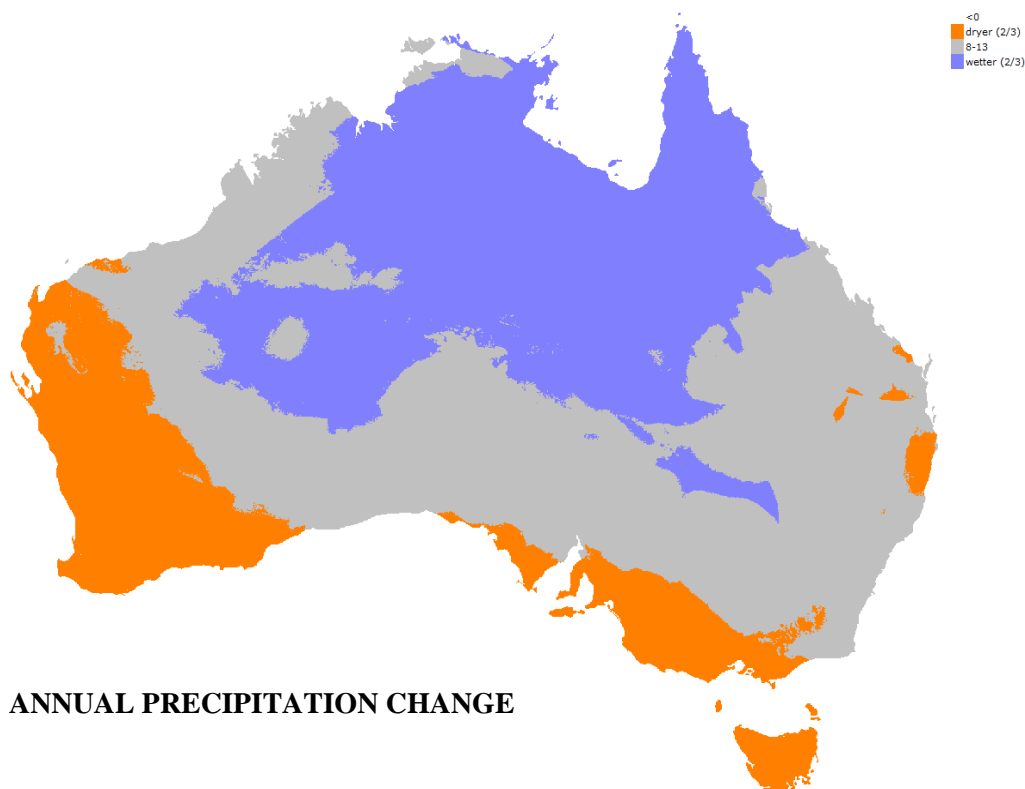 <0
dryer (2/3)
8-13
wetter (2/3)
ANNUAL PRECIPITATION CHANGE